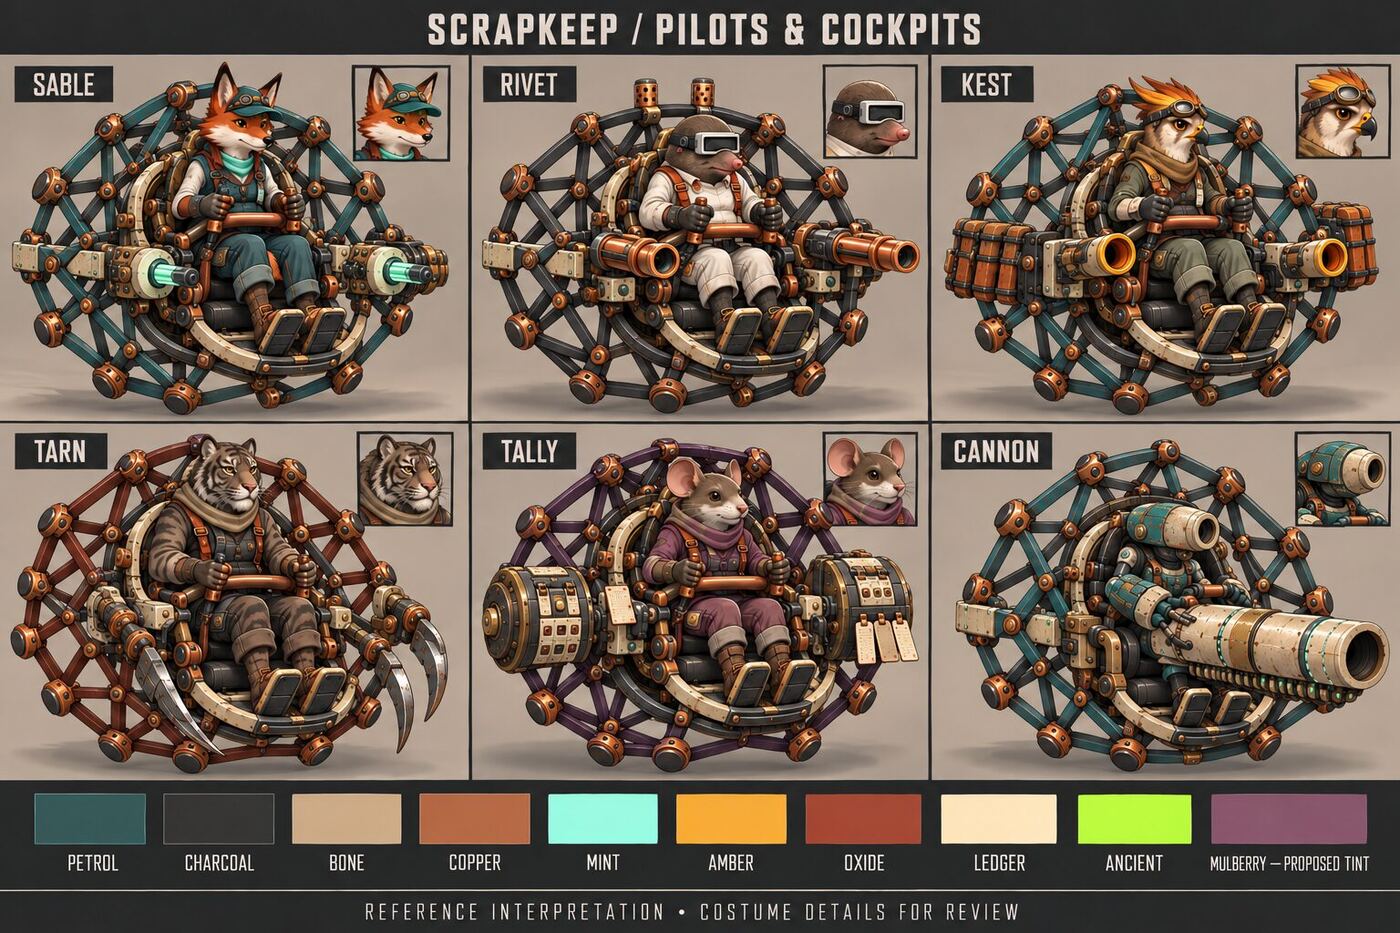 SCRAPKEEP / PILOTS & COCKPITS
SABLE
RIVET
KEST
TARN
TALLY
CANNON
PETROL
CHARCOAL
BONE
COPPER
MINT
AMBER
OXIDE
LEDGER
ANCIENT
MULBERRY — PROPOSED TINT
REFERENCE INTERPRETATION • COSTUME DETAILS FOR REVIEW